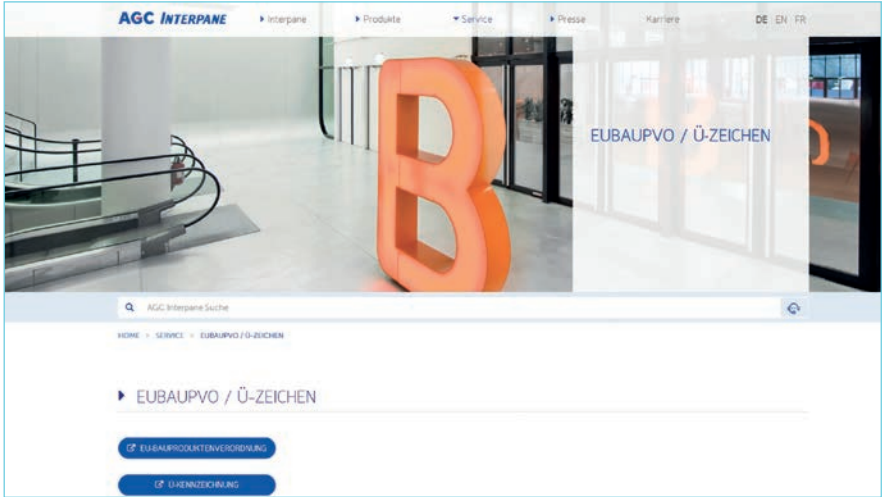 AGC INTERPANE
Interpane
Produkte
Service
Presse
Karriere
DE EN FR
B
EUBAUPVO / Ü-ZEICHEN
AGC Interpane Suche
HOME > SERVICE > EUBAUPVO / Ü-ZEICHEN
EUBAUPVO / Ü-ZEICHEN
EU-BAUPRODUKTENVERORDNUNG
Ü-KENNZEICHNUNG